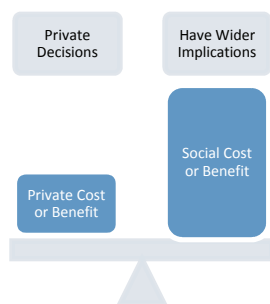 Private
Decisions
Have Wider
Implications
Social Cost
or Benefit
Private Cost
or Benefit